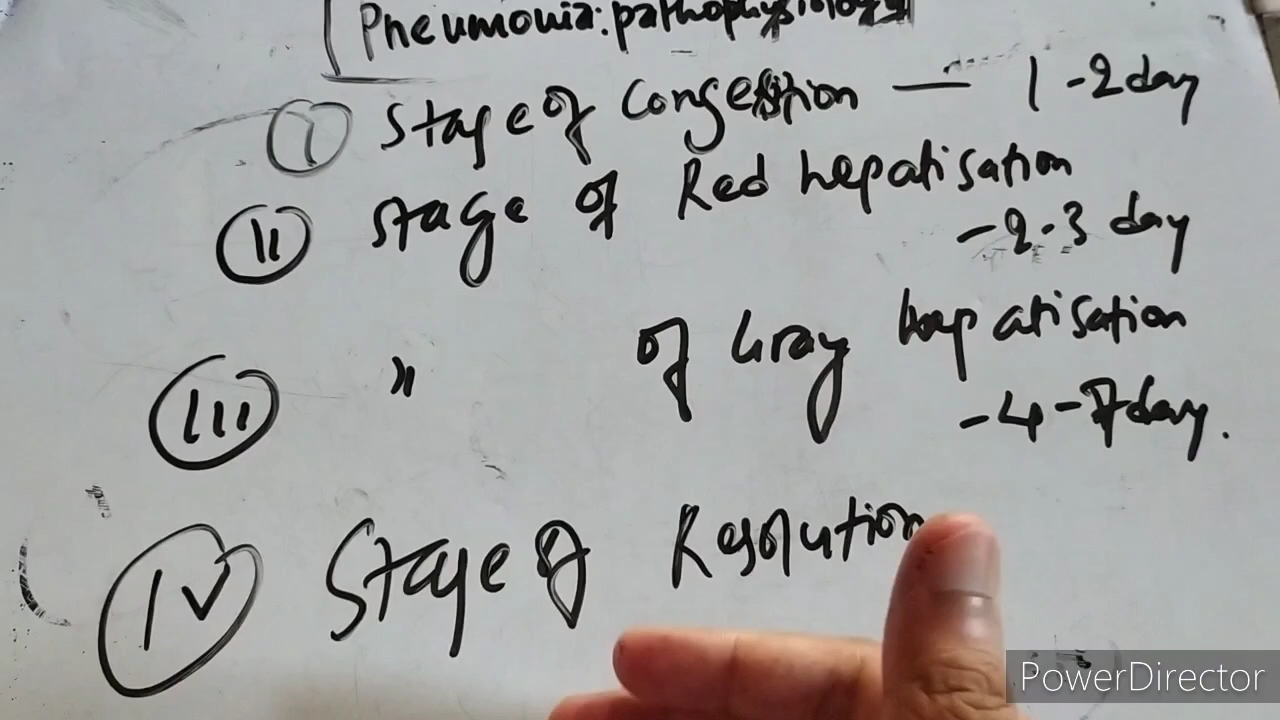 Pneumonia: pathophysiology
I Stage of Congestion — 1-2 day
II Stage of Red hepatisation
- 2-3 day
III " of Gray hepatisation
- 4-7 day.
IV Stage of Resolution
PowerDirector